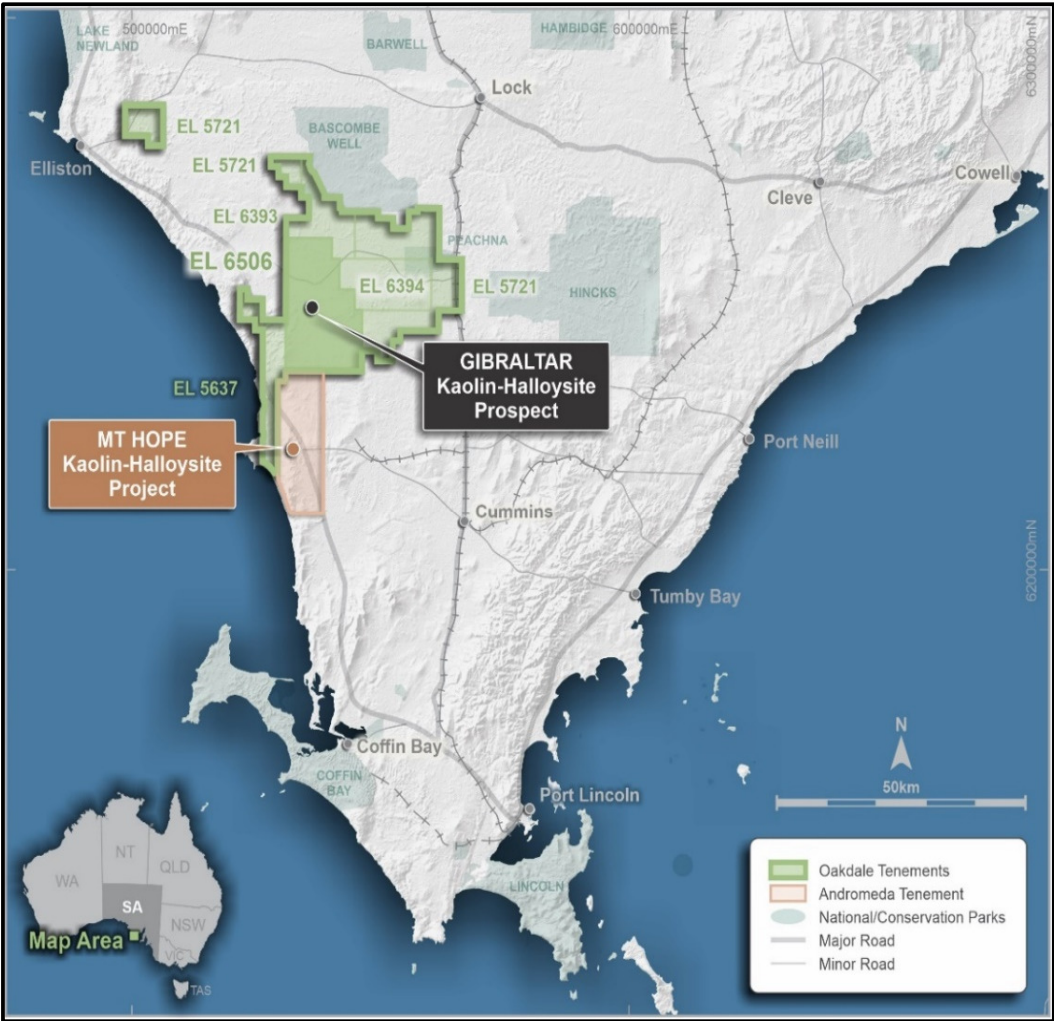 LAKE
NEWLAND
500000mE
BARWELL
HAMBIDGE
600000mE
6300000mN
Lock
EL 5721
BASCOMBE
WELL
Elliston
EL 5721
Cleve
Cowell
EL 6393
PEACHNA
EL 6506
EL 6394
EL 5721
HINCKS
GIBRALTAR
Kaolin-Halloysite
Prospect
EL 5637
MT HOPE
Kaolin-Halloysite
Project
Port Neill
Cummins
6200000mN
Tumby Bay
N
Coffin Bay
50km
COFFIN
BAY
Port Lincoln
LINCOLN
NT
QLD
WA
SA
NSW
Map Area
VIC
TAS
Oakdale Tenements
Andromeda Tenement
National/Conservation Parks
Major Road
Minor Road